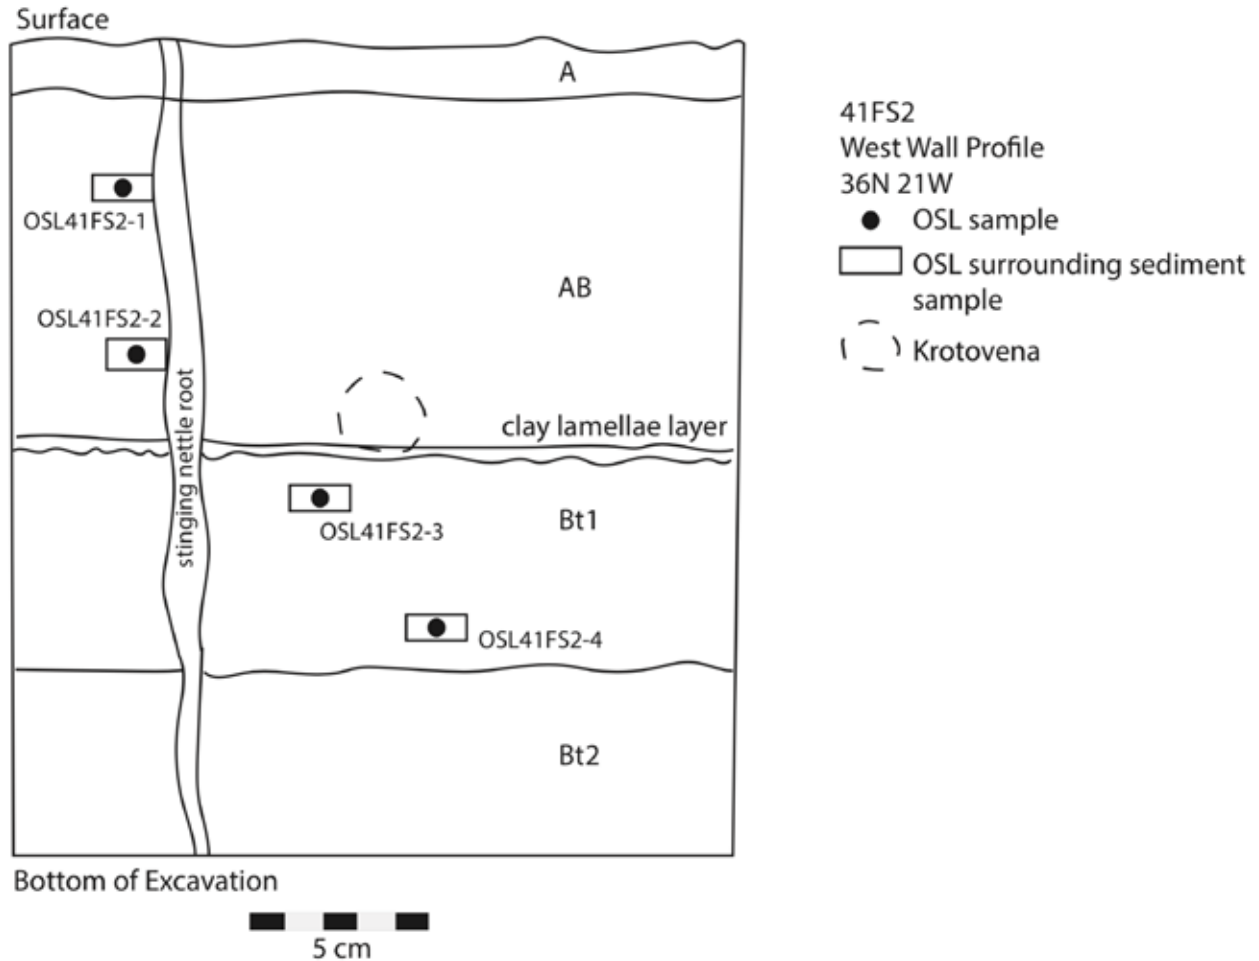 Surface
A
OSL41FS2-1
AB
OSL41FS2-2
stinging nettle root
clay lamellae layer
Bt1
OSL41FS2-3
OSL41FS2-4
Bt2
Bottom of Excavation
5 cm
41FS2
West Wall Profile
36N 21W
OSL sample
OSL surrounding sediment
sample
Krotovena